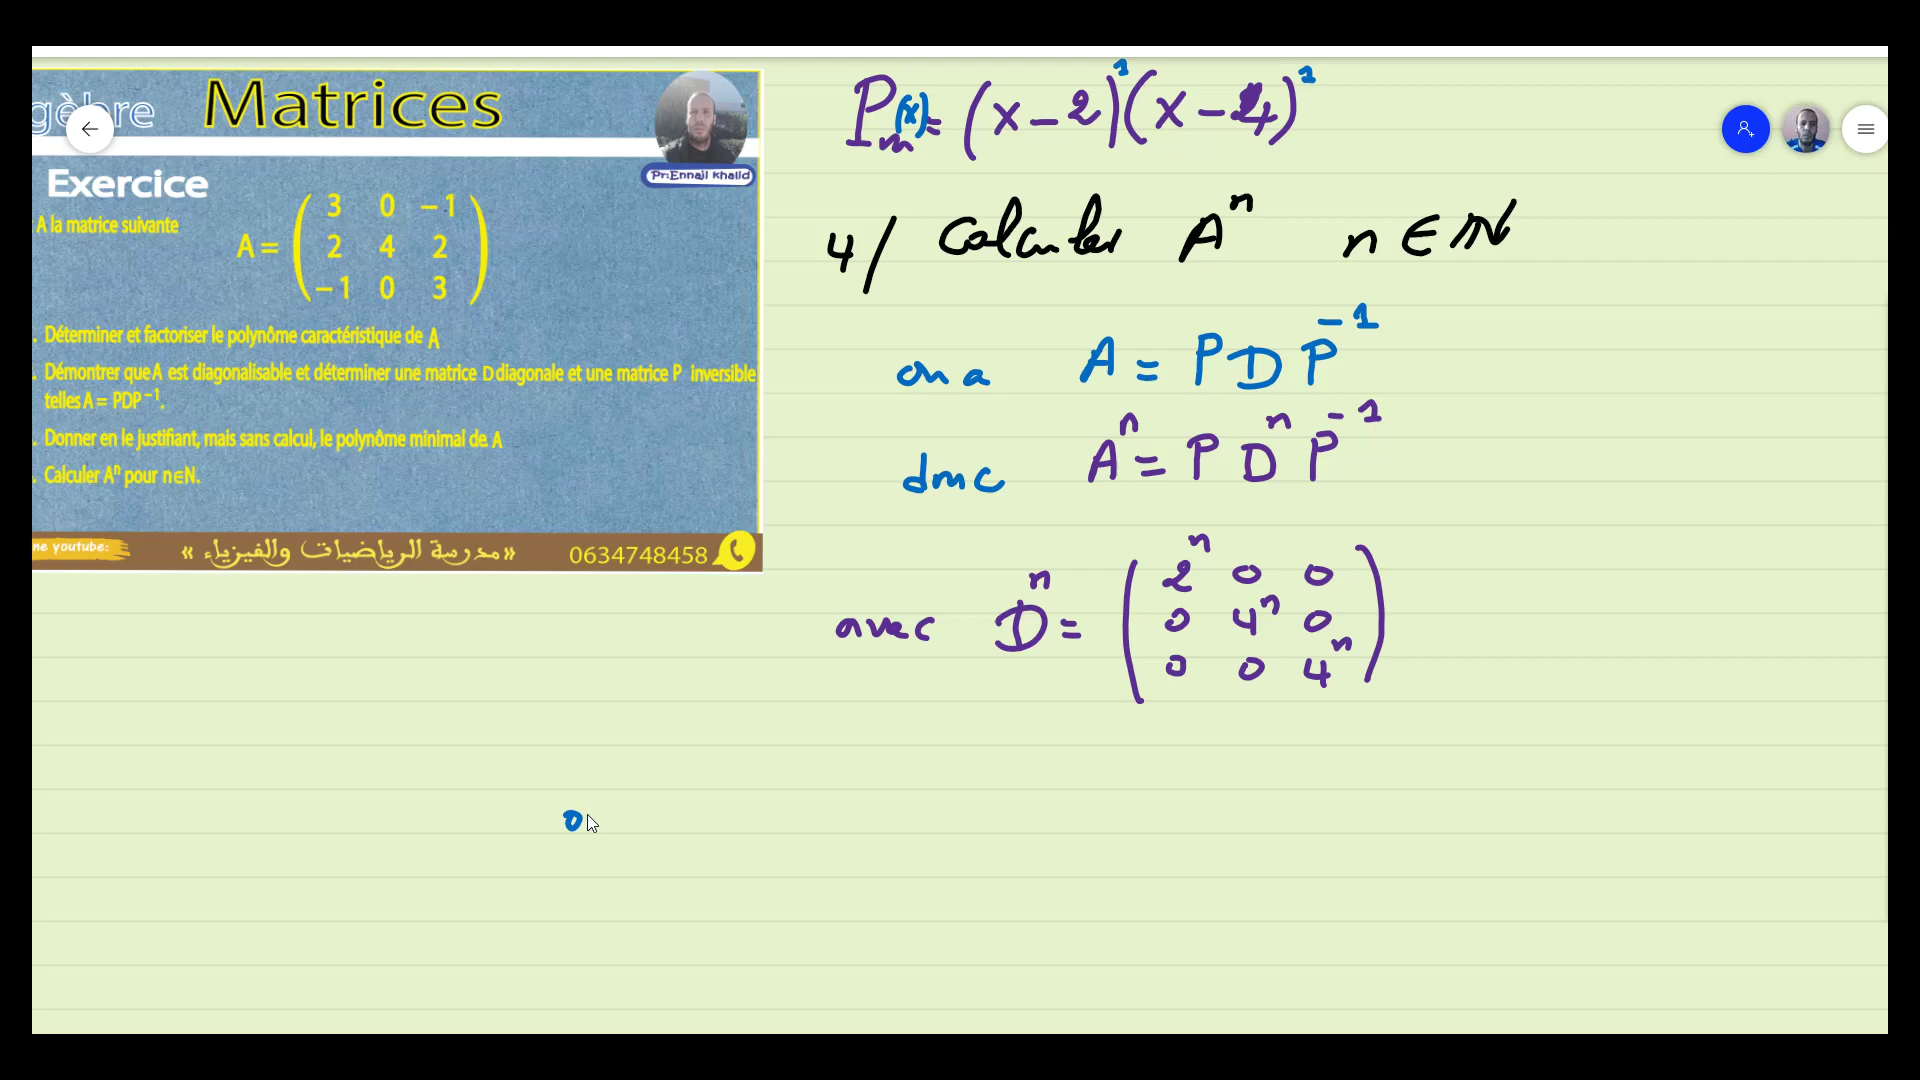 gèbre Matrices
Pr:Ennaji khalid
Exercice
A la matrice suivante
A = ( 3 0 −1
2 4 2
−1 0 3 )
. Déterminer et factoriser le polynôme caractéristique de A
. Démontrer que A est diagonalisable et déterminer une matrice D diagonale et une matrice P inversible
telles A = PDP⁻¹.
. Donner en le justifiant, mais sans calcul, le polynôme minimal de A
. Calculer Aⁿ pour n∈N.
ne youtube: « مدرسة الرياضيات والفيزياء » 0634748458
Pm(x) = (x − 2)¹ (x − 4)¹
4/ Calculer Aⁿ n ∈ ℕ
on a A = P D P⁻¹
donc Aⁿ = P Dⁿ P⁻¹
avec Dⁿ = ( 2ⁿ 0 0
0 4ⁿ 0
0 0 4ⁿ )
o